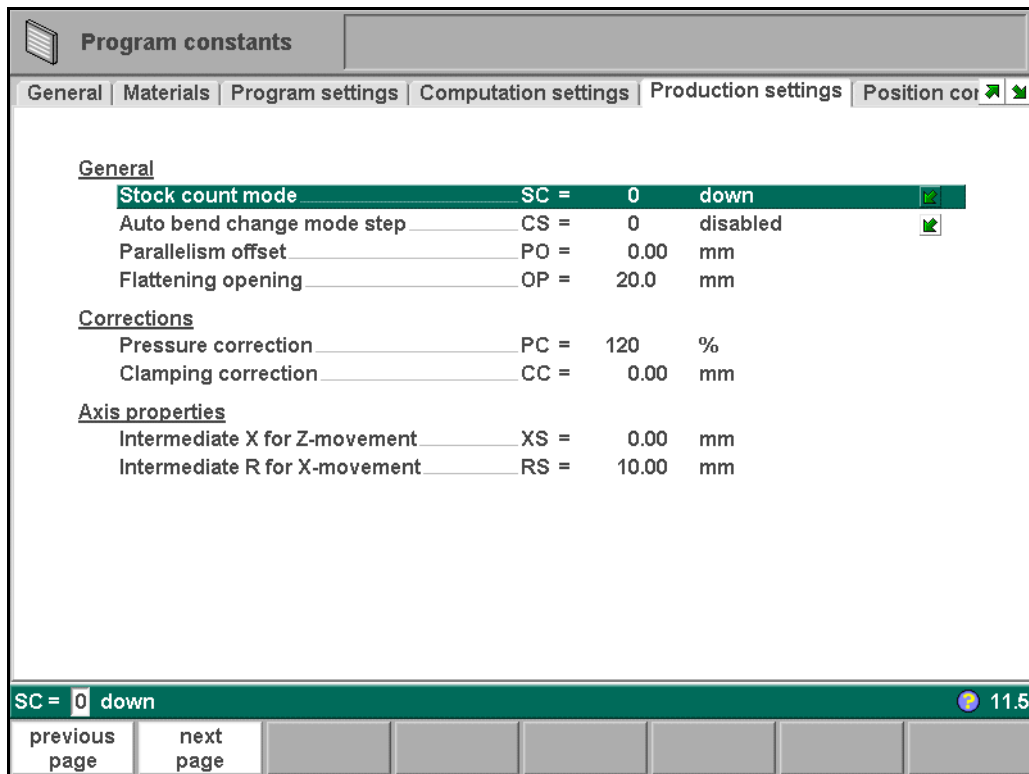 Program constants
General | Materials | Program settings | Computation settings | Production settings | Position cor
General
Stock count mode SC = 0 down
Auto bend change mode step CS = 0 disabled
Parallelism offset PO = 0.00 mm
Flattening opening OP = 20.0 mm
Corrections
Pressure correction PC = 120 %
Clamping correction CC = 0.00 mm
Axis properties
Intermediate X for Z-movement XS = 0.00 mm
Intermediate R for X-movement RS = 10.00 mm
SC = 0 down ? 11.5
previous page next page